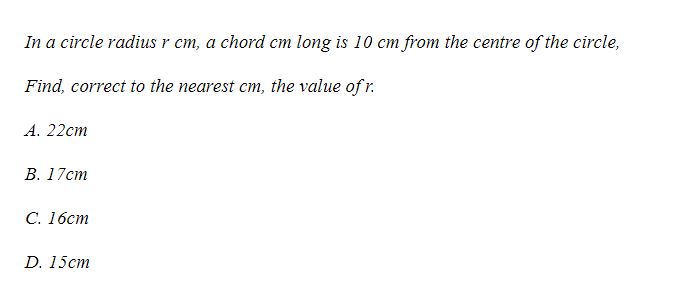 In a circle radius r cm, a chord cm long is 10 cm from the centre of the circle,
Find, correct to the nearest cm, the value of r.
A. 22cm
B. 17cm
C. 16cm
D. 15cm